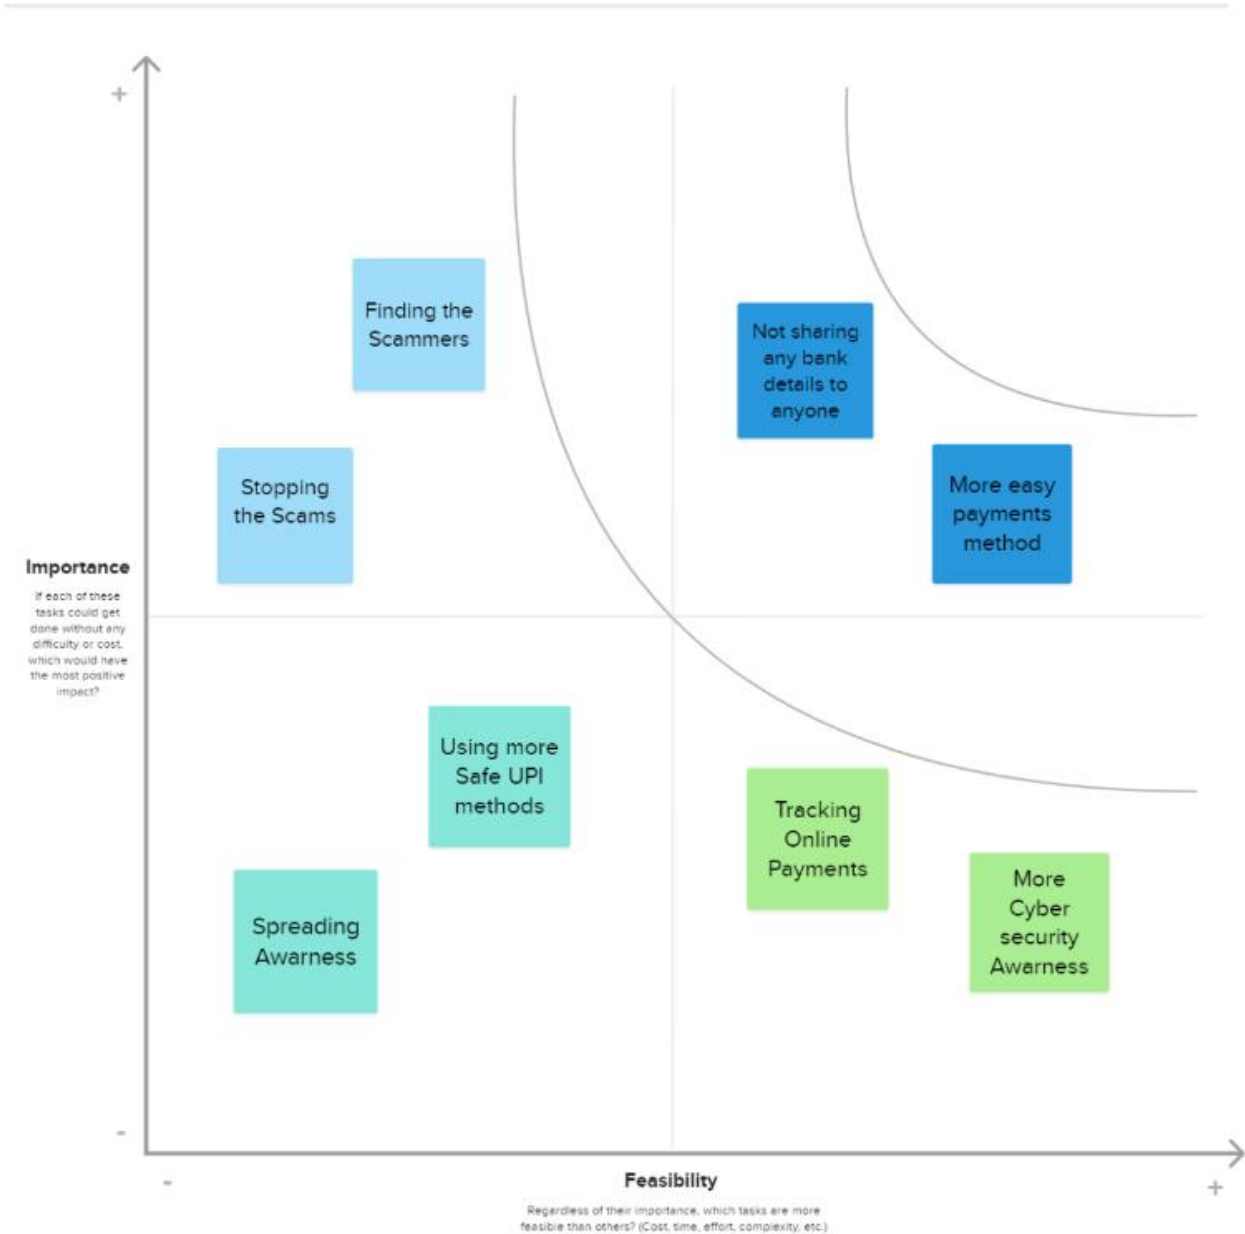 +
Finding the
Scammers
Not sharing
any bank
details to
anyone
Stopping
the Scams
More easy
payments
method
Importance
If each of these
tasks could get
done without any
difficulty or cost,
which would have
the most positive
impact?
Using more
Safe UPI
methods
Tracking
Online
Payments
More
Cyber
security
Awarness
Spreading
Awarness
-
-
Feasibility
+
Regardless of their importance, which tasks are more
feasible than others? (Cost, time, effort, complexity, etc.)